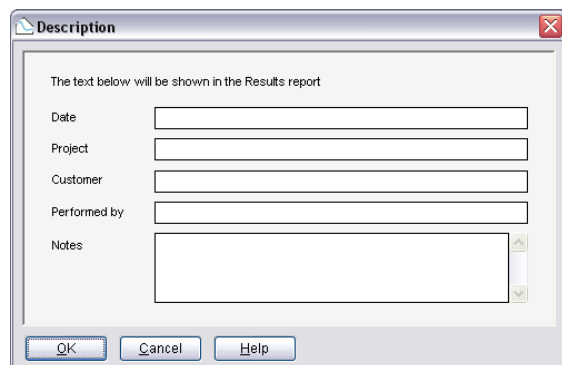 Description
The text below will be shown in the Results report
Date
Project
Customer
Performed by
Notes
OK Cancel Help